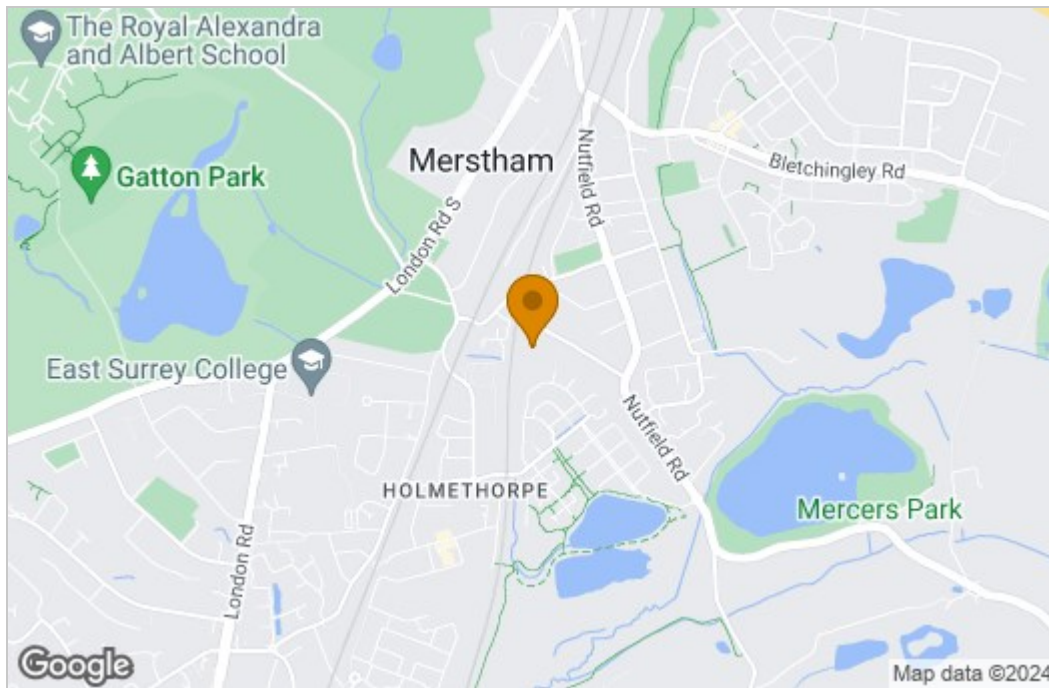 The Royal Alexandra
and Albert School
Merstham
Nutfield Rd
Bletchingley Rd
Gatton Park
London Rd S
East Surrey College
Nutfield Rd
HOLMETHORPE
Mercers Park
London Rd
Google
Map data ©2024